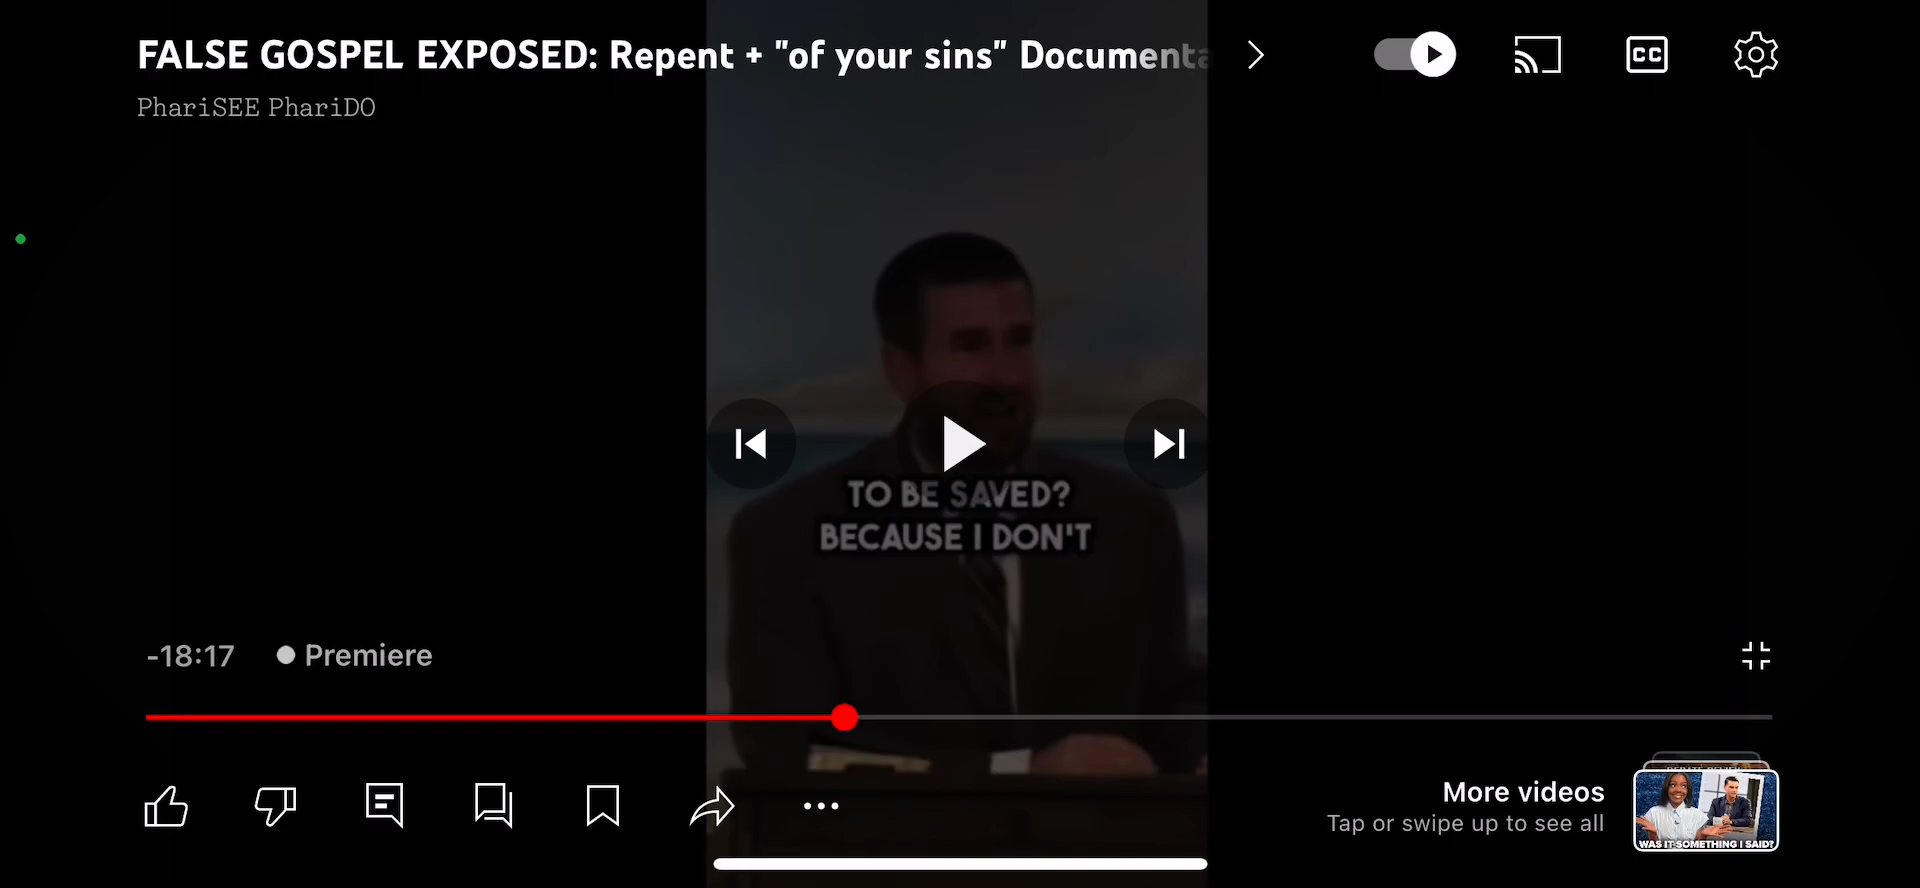 FALSE GOSPEL EXPOSED: Repent + "of your sins" Documenta
CC
PhariSEE PhariDO
TO BE SAVED?
BECAUSE I DON'T
-18:17 Premiere
More videos
Tap or swipe up to see all
WAS IT SOMETHING I SAID?